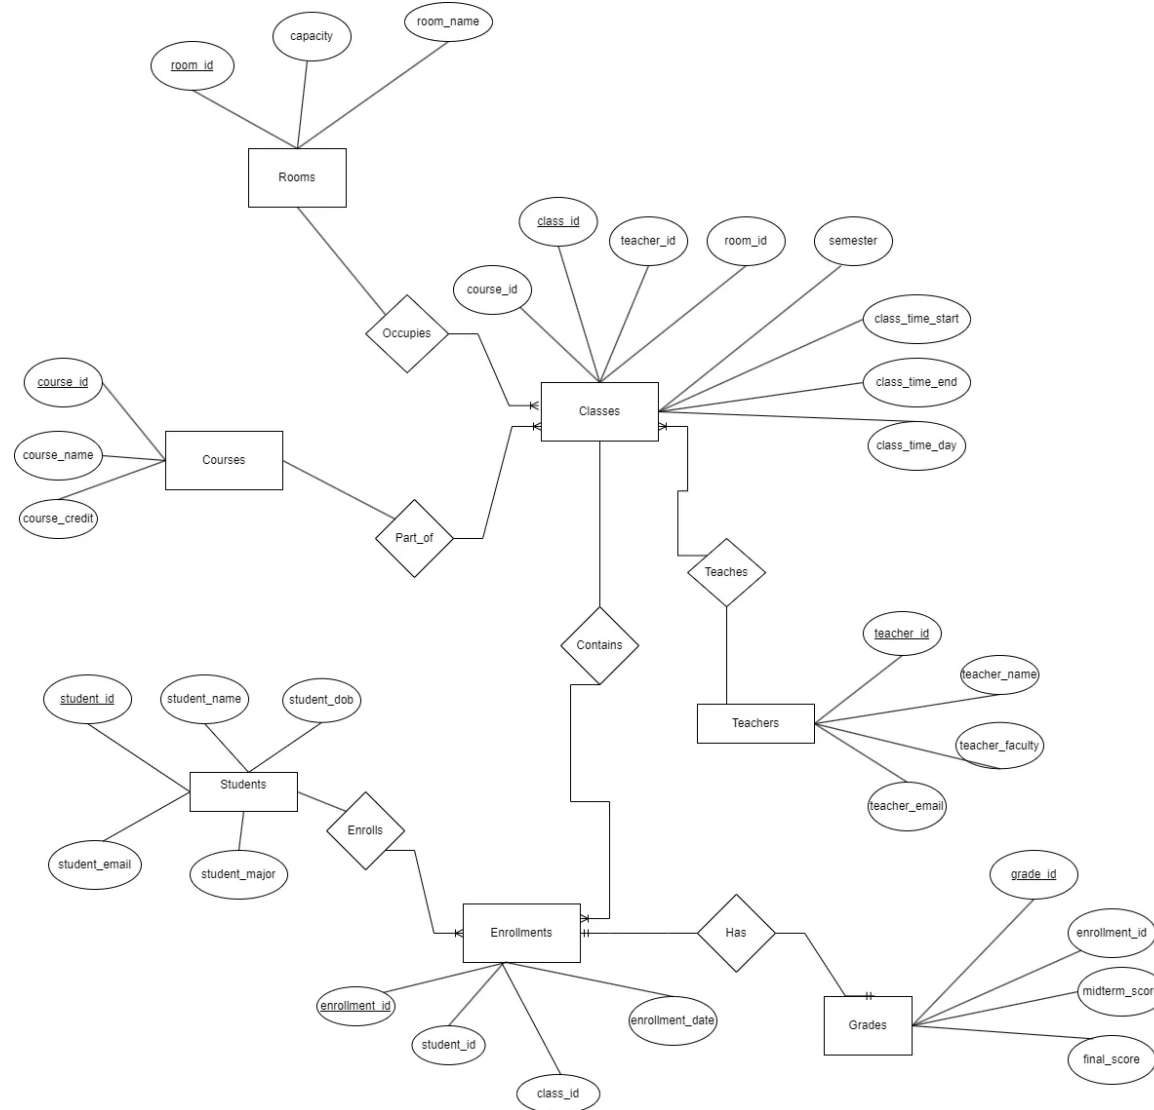 room_name
capacity
room_id
Rooms
class_id
teacher_id
room_id
semester
course_id
class_time_start
Occupies
course_id
class_time_end
Classes
class_time_day
course_name
Courses
course_credit
Part_of
Teaches
teacher_id
Contains
teacher_name
student_id
student_name
student_dob
Teachers
teacher_faculty
Students
teacher_email
Enrolls
student_email
student_major
grade_id
Enrollments
Has
enrollment_id
midterm_scor
enrollment_id
enrollment_date
Grades
student_id
final_score
class_id